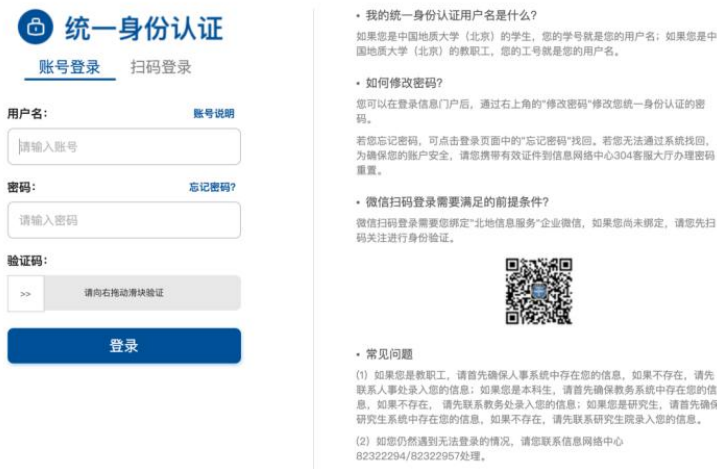 统一身份认证
账号登录 扫码登录
用户名： 账号说明
请输入账号
密码： 忘记密码?
请输入密码
验证码：
>> 请向右拖动滑块验证
登录
• 我的统一身份认证用户名是什么?
如果您是中国地质大学（北京）的学生，您的学号就是您的用户名；如果您是中
国地质大学（北京）的教职工，您的工号就是您的用户名。
• 如何修改密码?
您可以在登录信息门户后，通过右上角的"修改密码"修改您统一身份认证的密
码。
若您忘记密码，可点击登录页面中的"忘记密码"找回。若您无法通过系统找回，
为确保您的账户安全，请您携带有效证件到信息网络中心304客服大厅办理密码
重置。
• 微信扫码登录需要满足的前提条件?
微信扫码登录需要您绑定"北地信息服务"企业微信，如果您尚未绑定，请您先扫
码关注进行身份验证。
• 常见问题
(1) 如果您是教职工，请首先确保人事系统中存在您的信息，如果不存在，请先
联系人事处录入您的信息；如果您是本科生，请首先确保教务系统中存在您的信
息，如果不存在， 请先联系教务处录入您的信息；如果您是研究生，请首先确保
研究生系统中存在您的信息，如果不存在，请先联系研究生院录入您的信息。
(2) 如您仍然遇到无法登录的情况，请您联系信息网络中心
82322294/82322957处理。